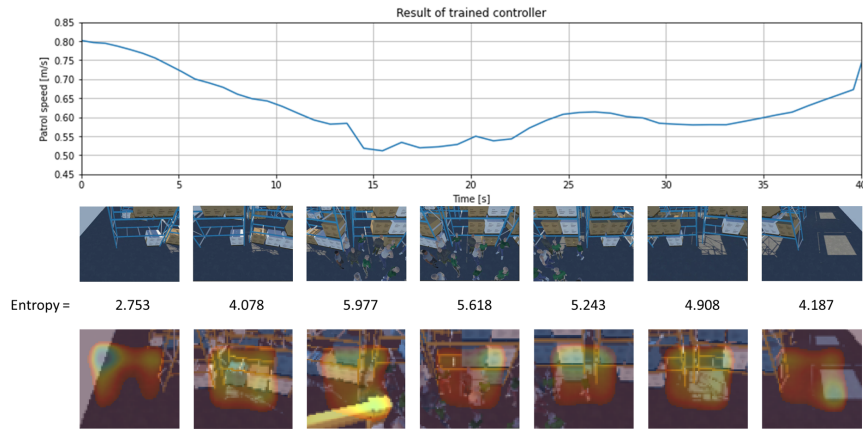 Result of trained controller
Patrol speed [m/s]
0.85
0.80
0.75
0.70
0.65
0.60
0.55
0.50
0.45
0 5 10 15 20 25 30 35 40
Time [s]
Entropy = 2.753 4.078 5.977 5.618 5.243 4.908 4.187